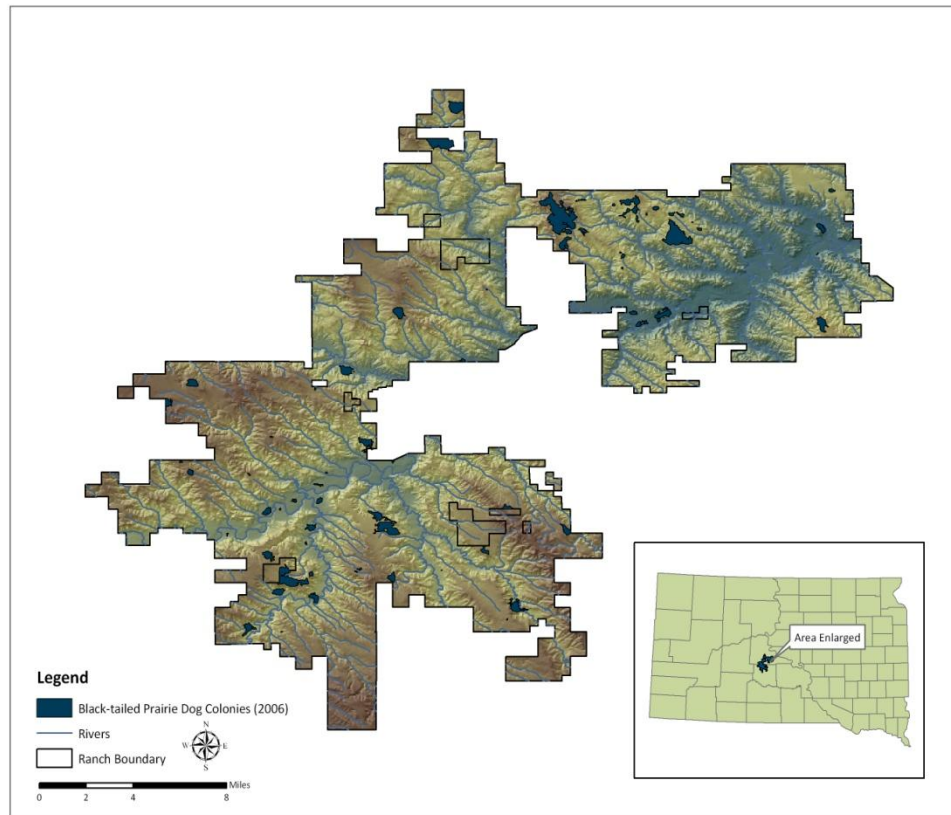 Area Enlarged
Legend
Black-tailed Prairie Dog Colonies (2006)
Rivers
Ranch Boundary
N
W E
S
Miles
0 2 4 8